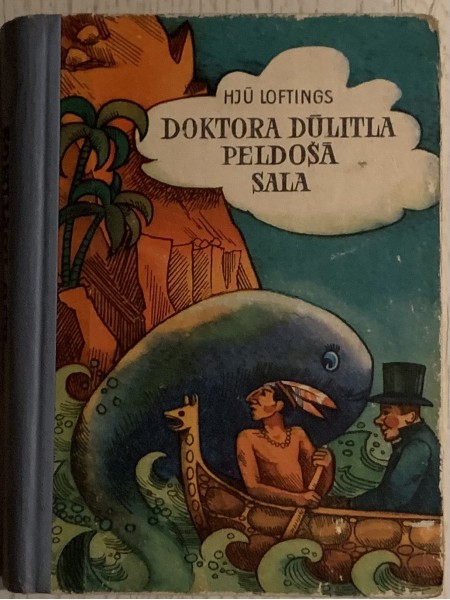 HJŪ LOFTINGS
DOKTORA DŪLITLA
PELDOŠĀ
SALA